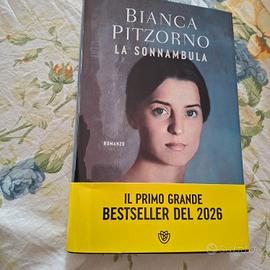 BIANCA
PITZORNO
LA SONNAMBULA
ROMANZO
IL PRIMO GRANDE
BESTSELLER DEL 2026